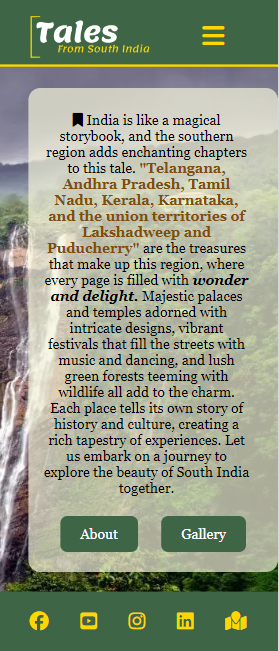 Tales
From South India
India is like a magical
storybook, and the southern
region adds enchanting chapters
to this tale. "Telangana,
Andhra Pradesh, Tamil
Nadu, Kerala, Karnataka,
and the union territories of
Lakshadweep and
Puducherry" are the treasures
that make up this region, where
every page is filled with wonder
and delight. Majestic palaces
and temples adorned with
intricate designs, vibrant
festivals that fill the streets with
music and dancing, and lush
green forests teeming with
wildlife all add to the charm.
Each place tells its own story of
history and culture, creating a
rich tapestry of experiences. Let
us embark on a journey to
explore the beauty of South India
together.
About
Gallery